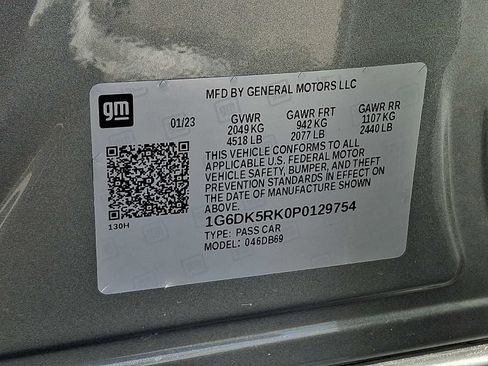 MFD BY GENERAL MOTORS LLC
gm
01/23 GVWR GAWR FRT GAWR RR
2049 KG 942 KG 1107 KG
4518 LB 2077 LB 2440 LB
THIS VEHICLE CONFORMS TO ALL
APPLICABLE U.S. FEDERAL MOTOR
VEHICLE SAFETY, BUMPER, AND THEFT
PREVENTION STANDARDS IN EFFECT ON
THE DATE OF MANUFACTURE SHOWN
ABOVE.
1G6DK5RK0P0129754
130H
TYPE: PASS CAR
MODEL: 046DB69